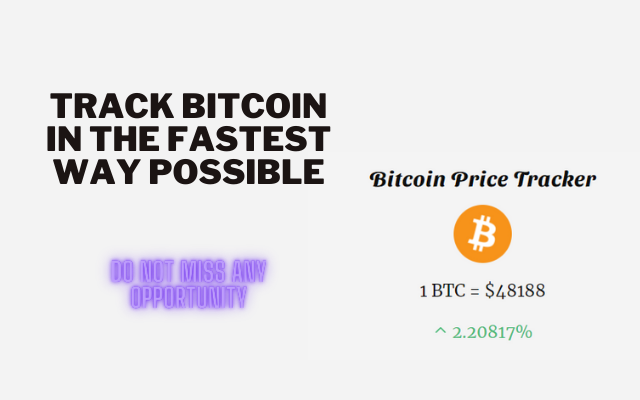 TRACK BITCOIN
IN THE FASTEST
WAY POSSIBLE
DO NOT MISS ANY
OPPORTUNITY
Bitcoin Price Tracker
1 BTC = $48188
^ 2.20817%